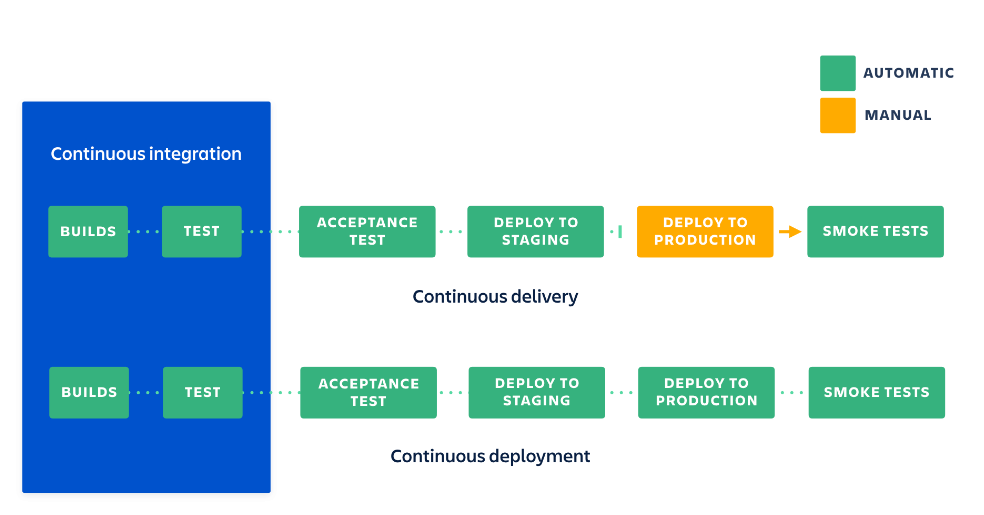 AUTOMATIC
MANUAL
Continuous integration
BUILDS
TEST
ACCEPTANCE
TEST
DEPLOY TO
STAGING
DEPLOY TO
PRODUCTION
SMOKE TESTS
Continuous delivery
BUILDS
TEST
ACCEPTANCE
TEST
DEPLOY TO
STAGING
DEPLOY TO
PRODUCTION
SMOKE TESTS
Continuous deployment